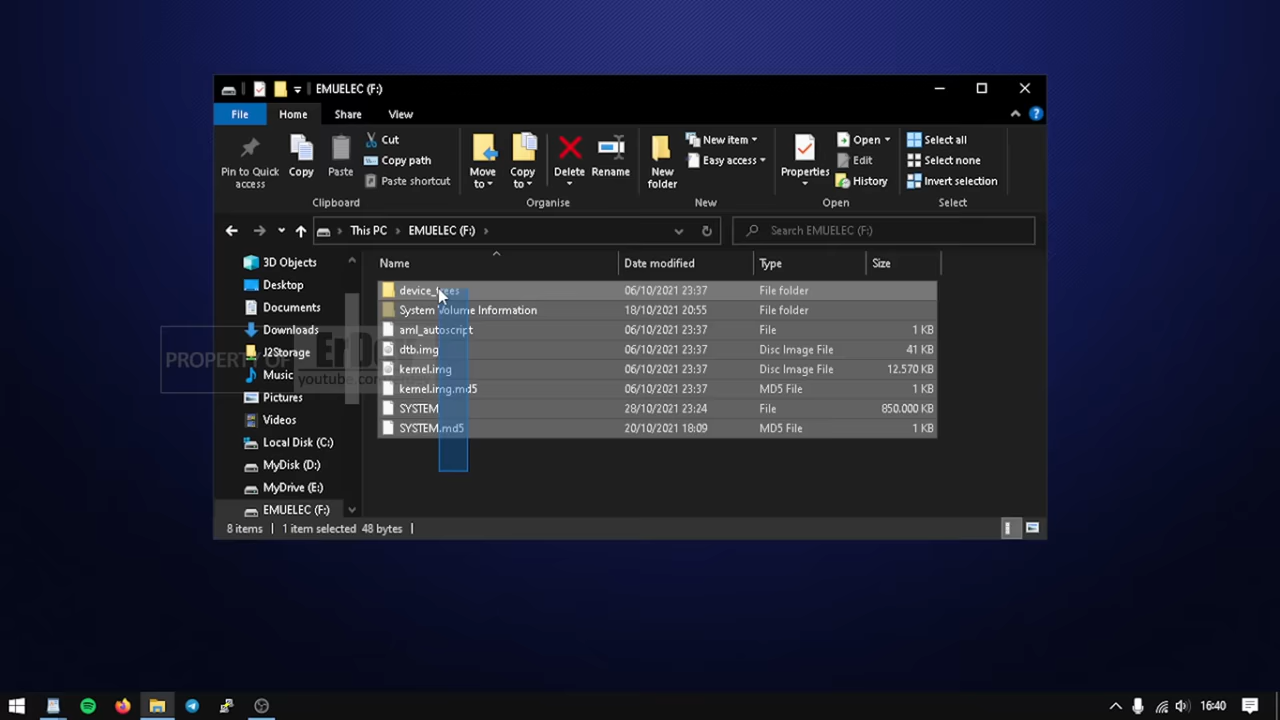 EMUELEC (F:)
File Home Share View
Pin to Quick access
Copy
Paste
Cut
Copy path
Paste shortcut
Clipboard
Move to
Copy to
Delete
Rename
Organise
New folder
New item
Easy access
New
Properties
Open
Edit
History
Open
Select all
Select none
Invert selection
Select
This PC EMUELEC (F:)
Search EMUELEC (F:)
3D Objects
Desktop
Documents
Downloads
J2Storage
Music
Pictures
Videos
Local Disk (C:)
MyDisk (D:)
MyDrive (E:)
EMUELEC (F:)
Name Date modified Type Size
device_trees 06/10/2021 23:37 File folder
System Volume Information 18/10/2021 20:55 File folder
aml_autoscript 06/10/2021 23:37 File 1 KB
dtb.img 06/10/2021 23:37 Disc Image File 41 KB
kernel.img 06/10/2021 23:37 Disc Image File 12.570 KB
kernel.img.md5 06/10/2021 23:37 MD5 File 1 KB
SYSTEM 28/10/2021 23:24 File 850.000 KB
SYSTEM.md5 20/10/2021 18:09 MD5 File 1 KB
PROPERTY OF
8 items 1 item selected 48 bytes
16:40